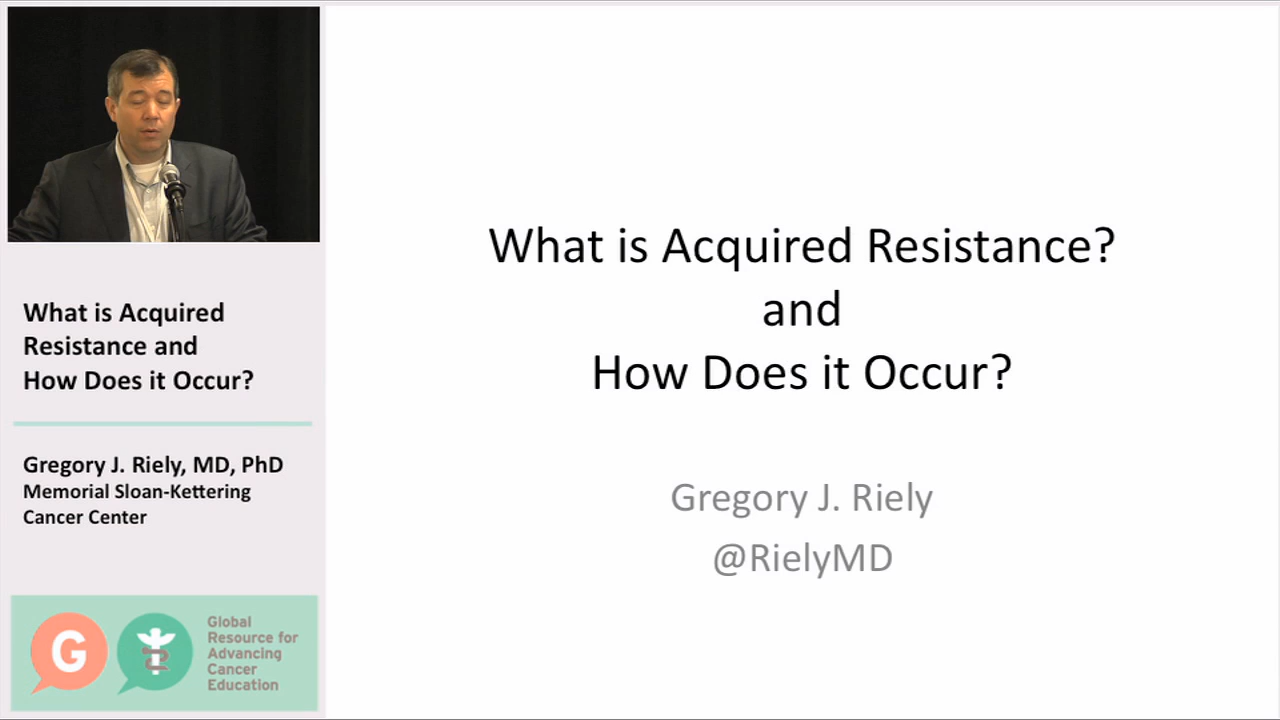 What is Acquired
Resistance and
How Does it Occur?
Gregory J. Riely, MD, PhD
Memorial Sloan-Kettering
Cancer Center
G
Global
Resource for
Advancing
Cancer
Education
What is Acquired Resistance?
and
How Does it Occur?
Gregory J. Riely
@RielyMD